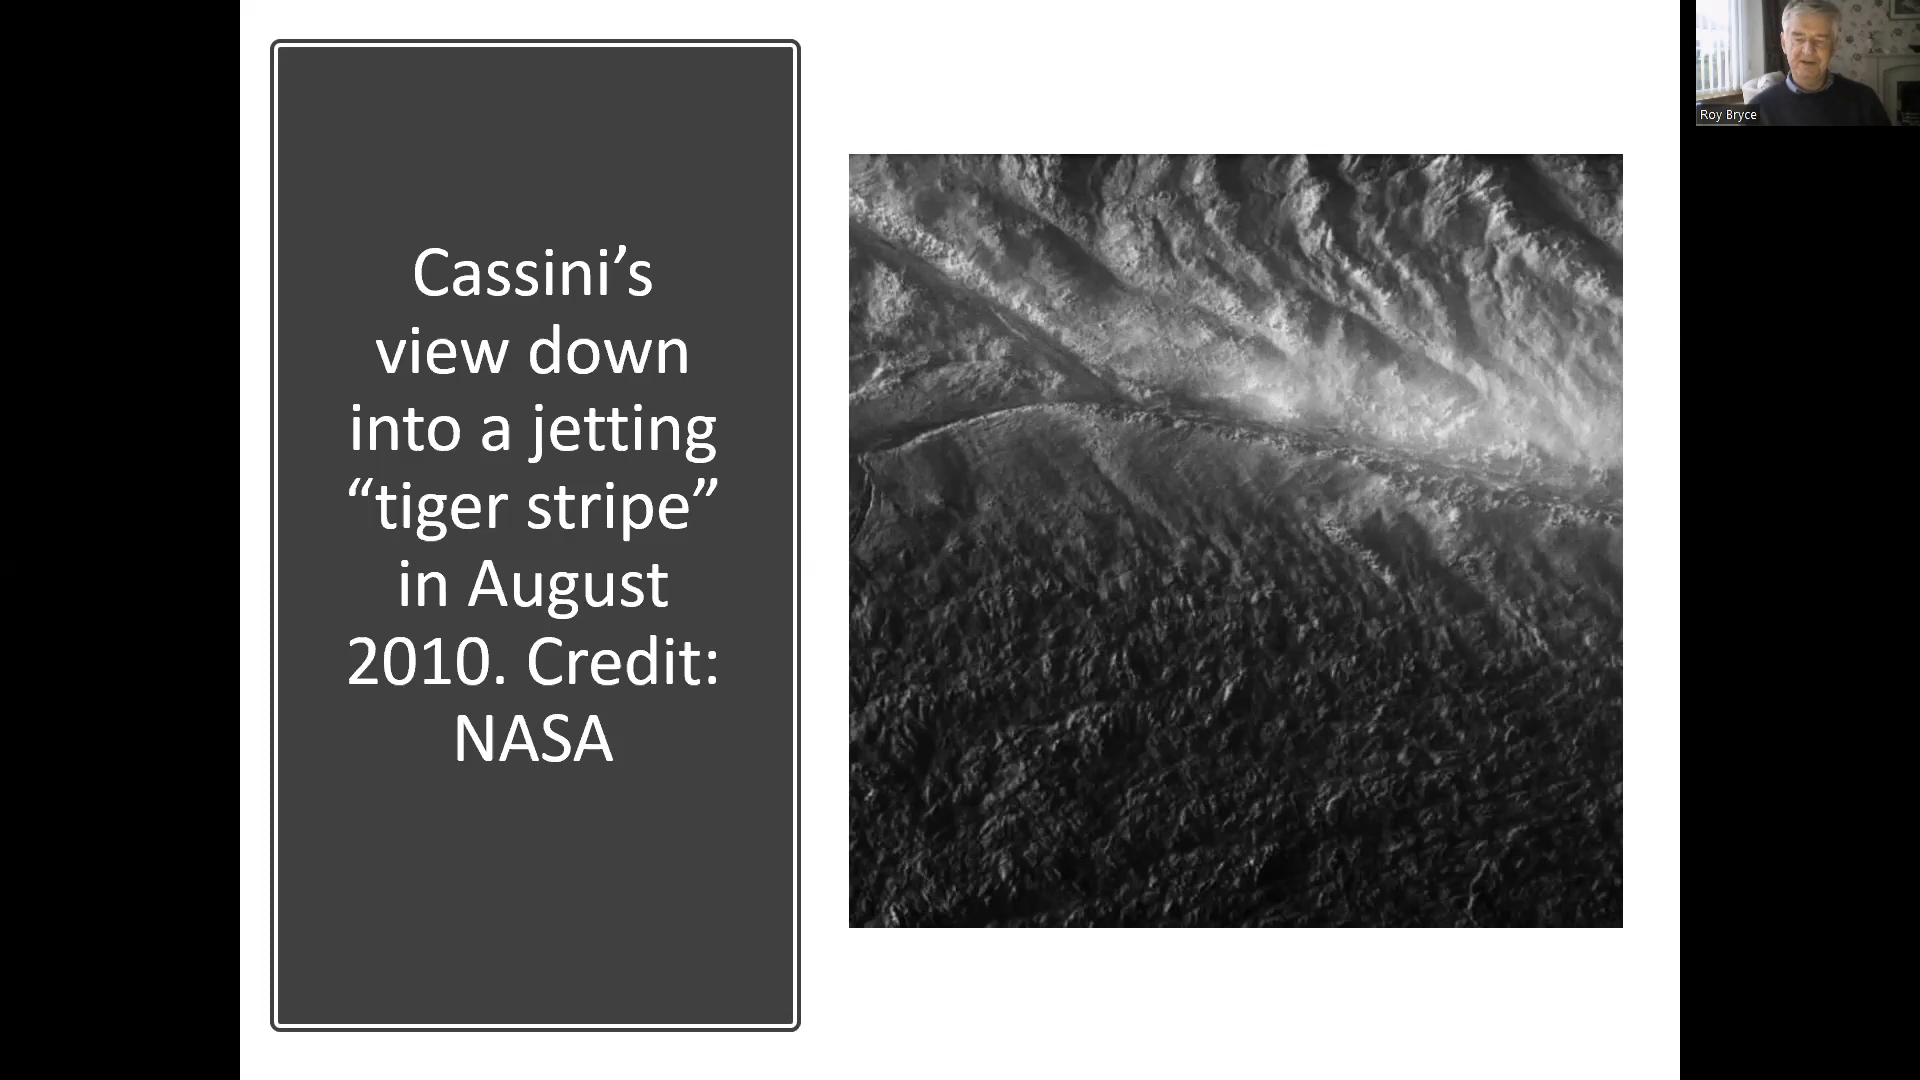 Cassini’s
view down
into a jetting
“tiger stripe”
in August
2010. Credit:
NASA
Roy Bryce